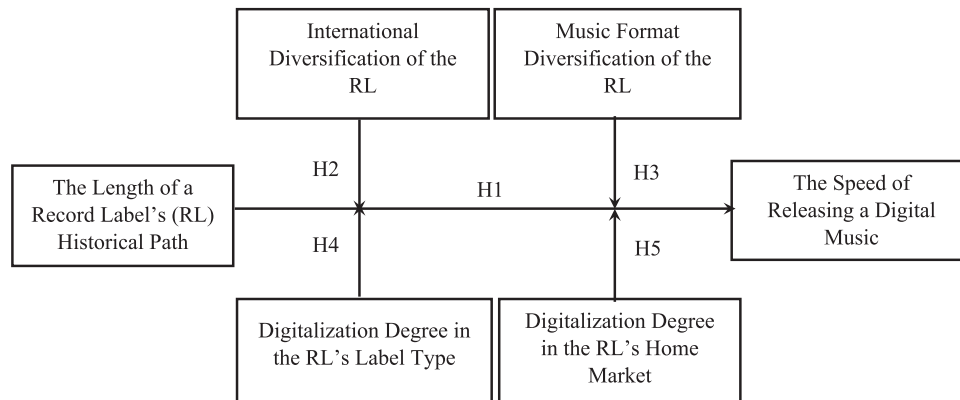 International
Diversification of the
RL
Music Format
Diversification of the
RL
H2
H3
H1
The Length of a
Record Label's (RL)
Historical Path
The Speed of
Releasing a Digital
Music
H4
H5
Digitalization Degree in
the RL's Label Type
Digitalization Degree
in the RL's Home
Market